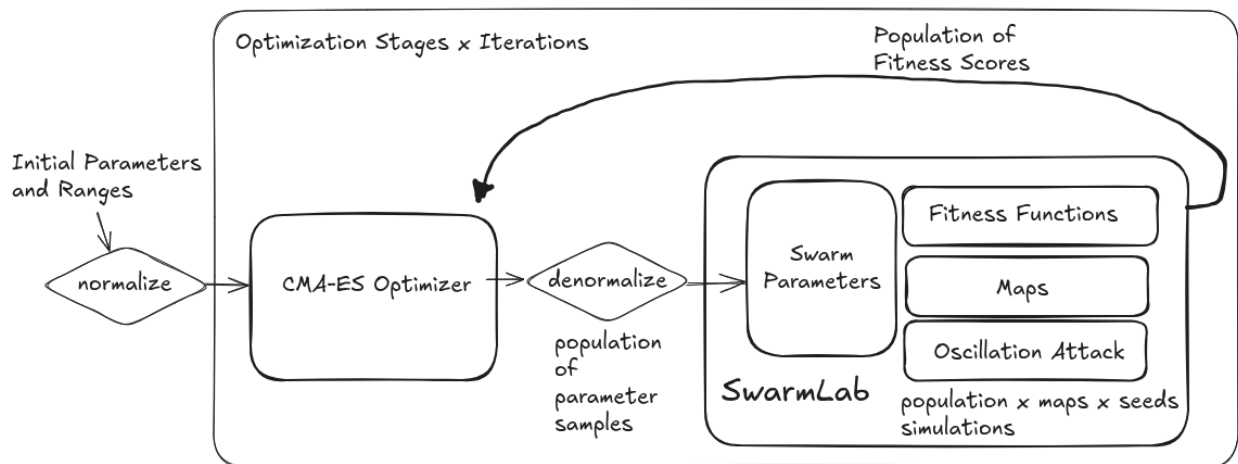 Optimization Stages x Iterations
Population of
Fitness Scores
Initial Parameters
and Ranges
normalize
CMA-ES Optimizer
denormalize
population
of
parameter
samples
Swarm
Parameters
Fitness Functions
Maps
Oscillation Attack
SwarmLab
population x maps x seeds
simulations